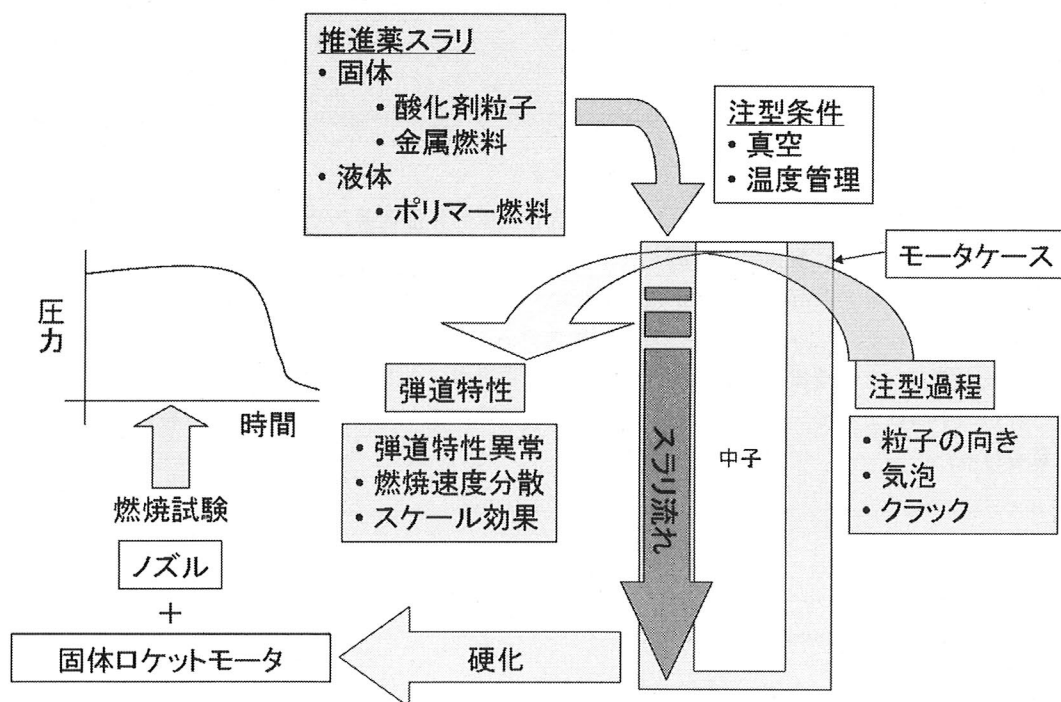 推進薬スラリ
・固体
・酸化剤粒子
・金属燃料
・液体
・ポリマー燃料
注型条件
・真空
・温度管理
モータケース
圧力
時間
弾道特性
・弾道特性異常
・燃焼速度分散
・スケール効果
スラリ流れ
中子
注型過程
・粒子の向き
・気泡
・クラック
燃焼試験
ノズル
+
固体ロケットモータ
硬化